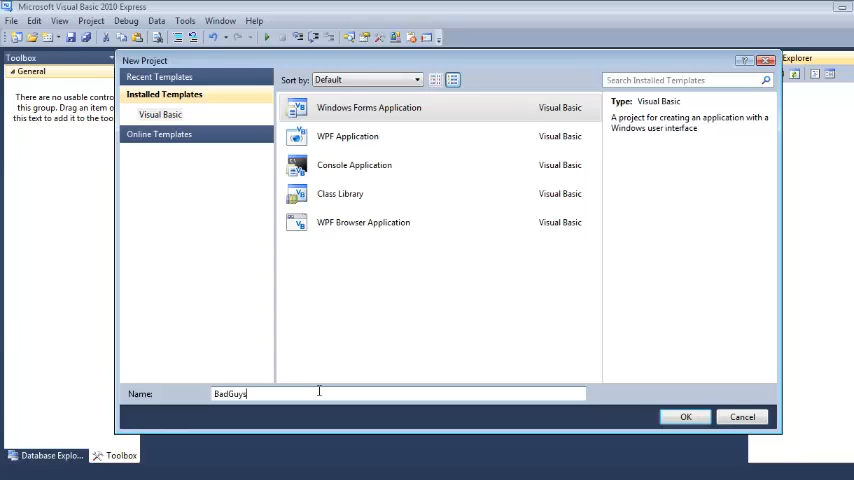 Microsoft Visual Basic 2010 Express
File Edit View Project Debug Data Tools Window Help
Toolbox
General
There are no usable contro
this group. Drag an item o
this text to add it to the too
New Project
Recent Templates
Installed Templates
Visual Basic
Online Templates
Sort by: Default
Search Installed Templates
Windows Forms Application Visual Basic
WPF Application Visual Basic
Console Application Visual Basic
Class Library Visual Basic
WPF Browser Application Visual Basic
Type: Visual Basic
A project for creating an application with a
Windows user interface
Explorer
Name: BadGuys
OK Cancel
Database Explo... Toolbox